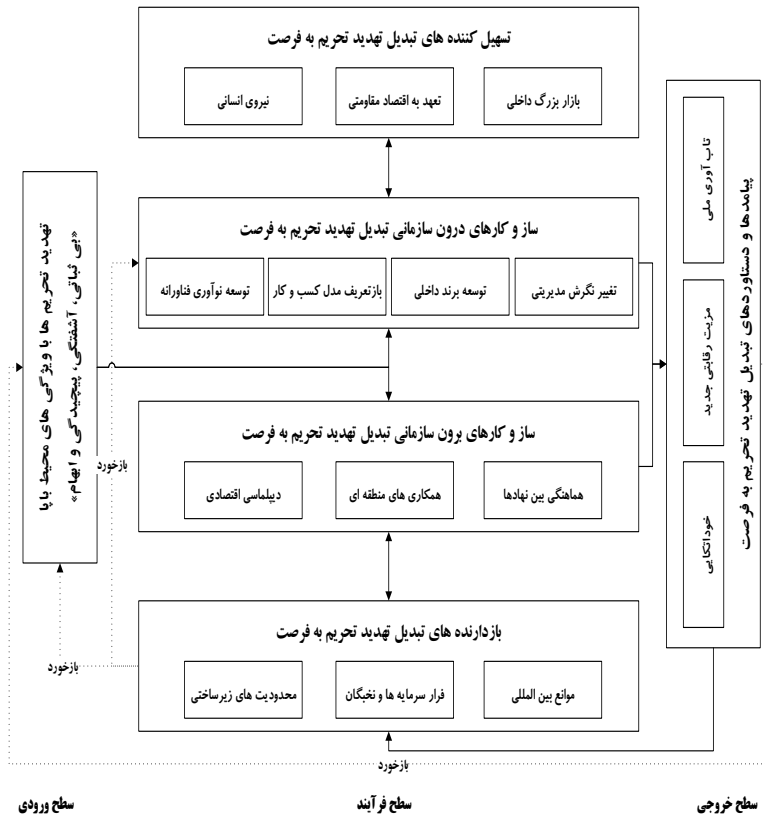 تسهیل کننده های تبدیل تهدید تحریم به فرصت
بازار بزرگ داخلی
تعهد به اقتصاد مقاومتی
نیروی انسانی
ساز و کارهای درون سازمانی تبدیل تهدید تحریم به فرصت
تغییر نگرش مدیریتی
توسعه برند داخلی
بازتعریف مدل کسب و کار
توسعه نوآوری فناورانه
ساز و کارهای برون سازمانی تبدیل تهدید تحریم به فرصت
هماهنگی بین نهادها
همکاری های منطقه ای
دیپلماسی اقتصادی
بازدارنده های تبدیل تهدید تحریم به فرصت
موانع بین المللی
فرار سرمایه ها و نخبگان
محدودیت های زیرساختی
پیامدها و دستاوردهای تبدیل تهدید تحریم به فرصت
تاب آوری ملی
مزیت رقابتی جدید
خوداتکایی
تهدید تحریم ها با ویژگی های محیط باپا
«بی ثباتی، آشفتگی، پیچیدگی و ابهام»
بازخورد
بازخورد
بازخورد
سطح خروجی
سطح فرآیند
سطح ورودی